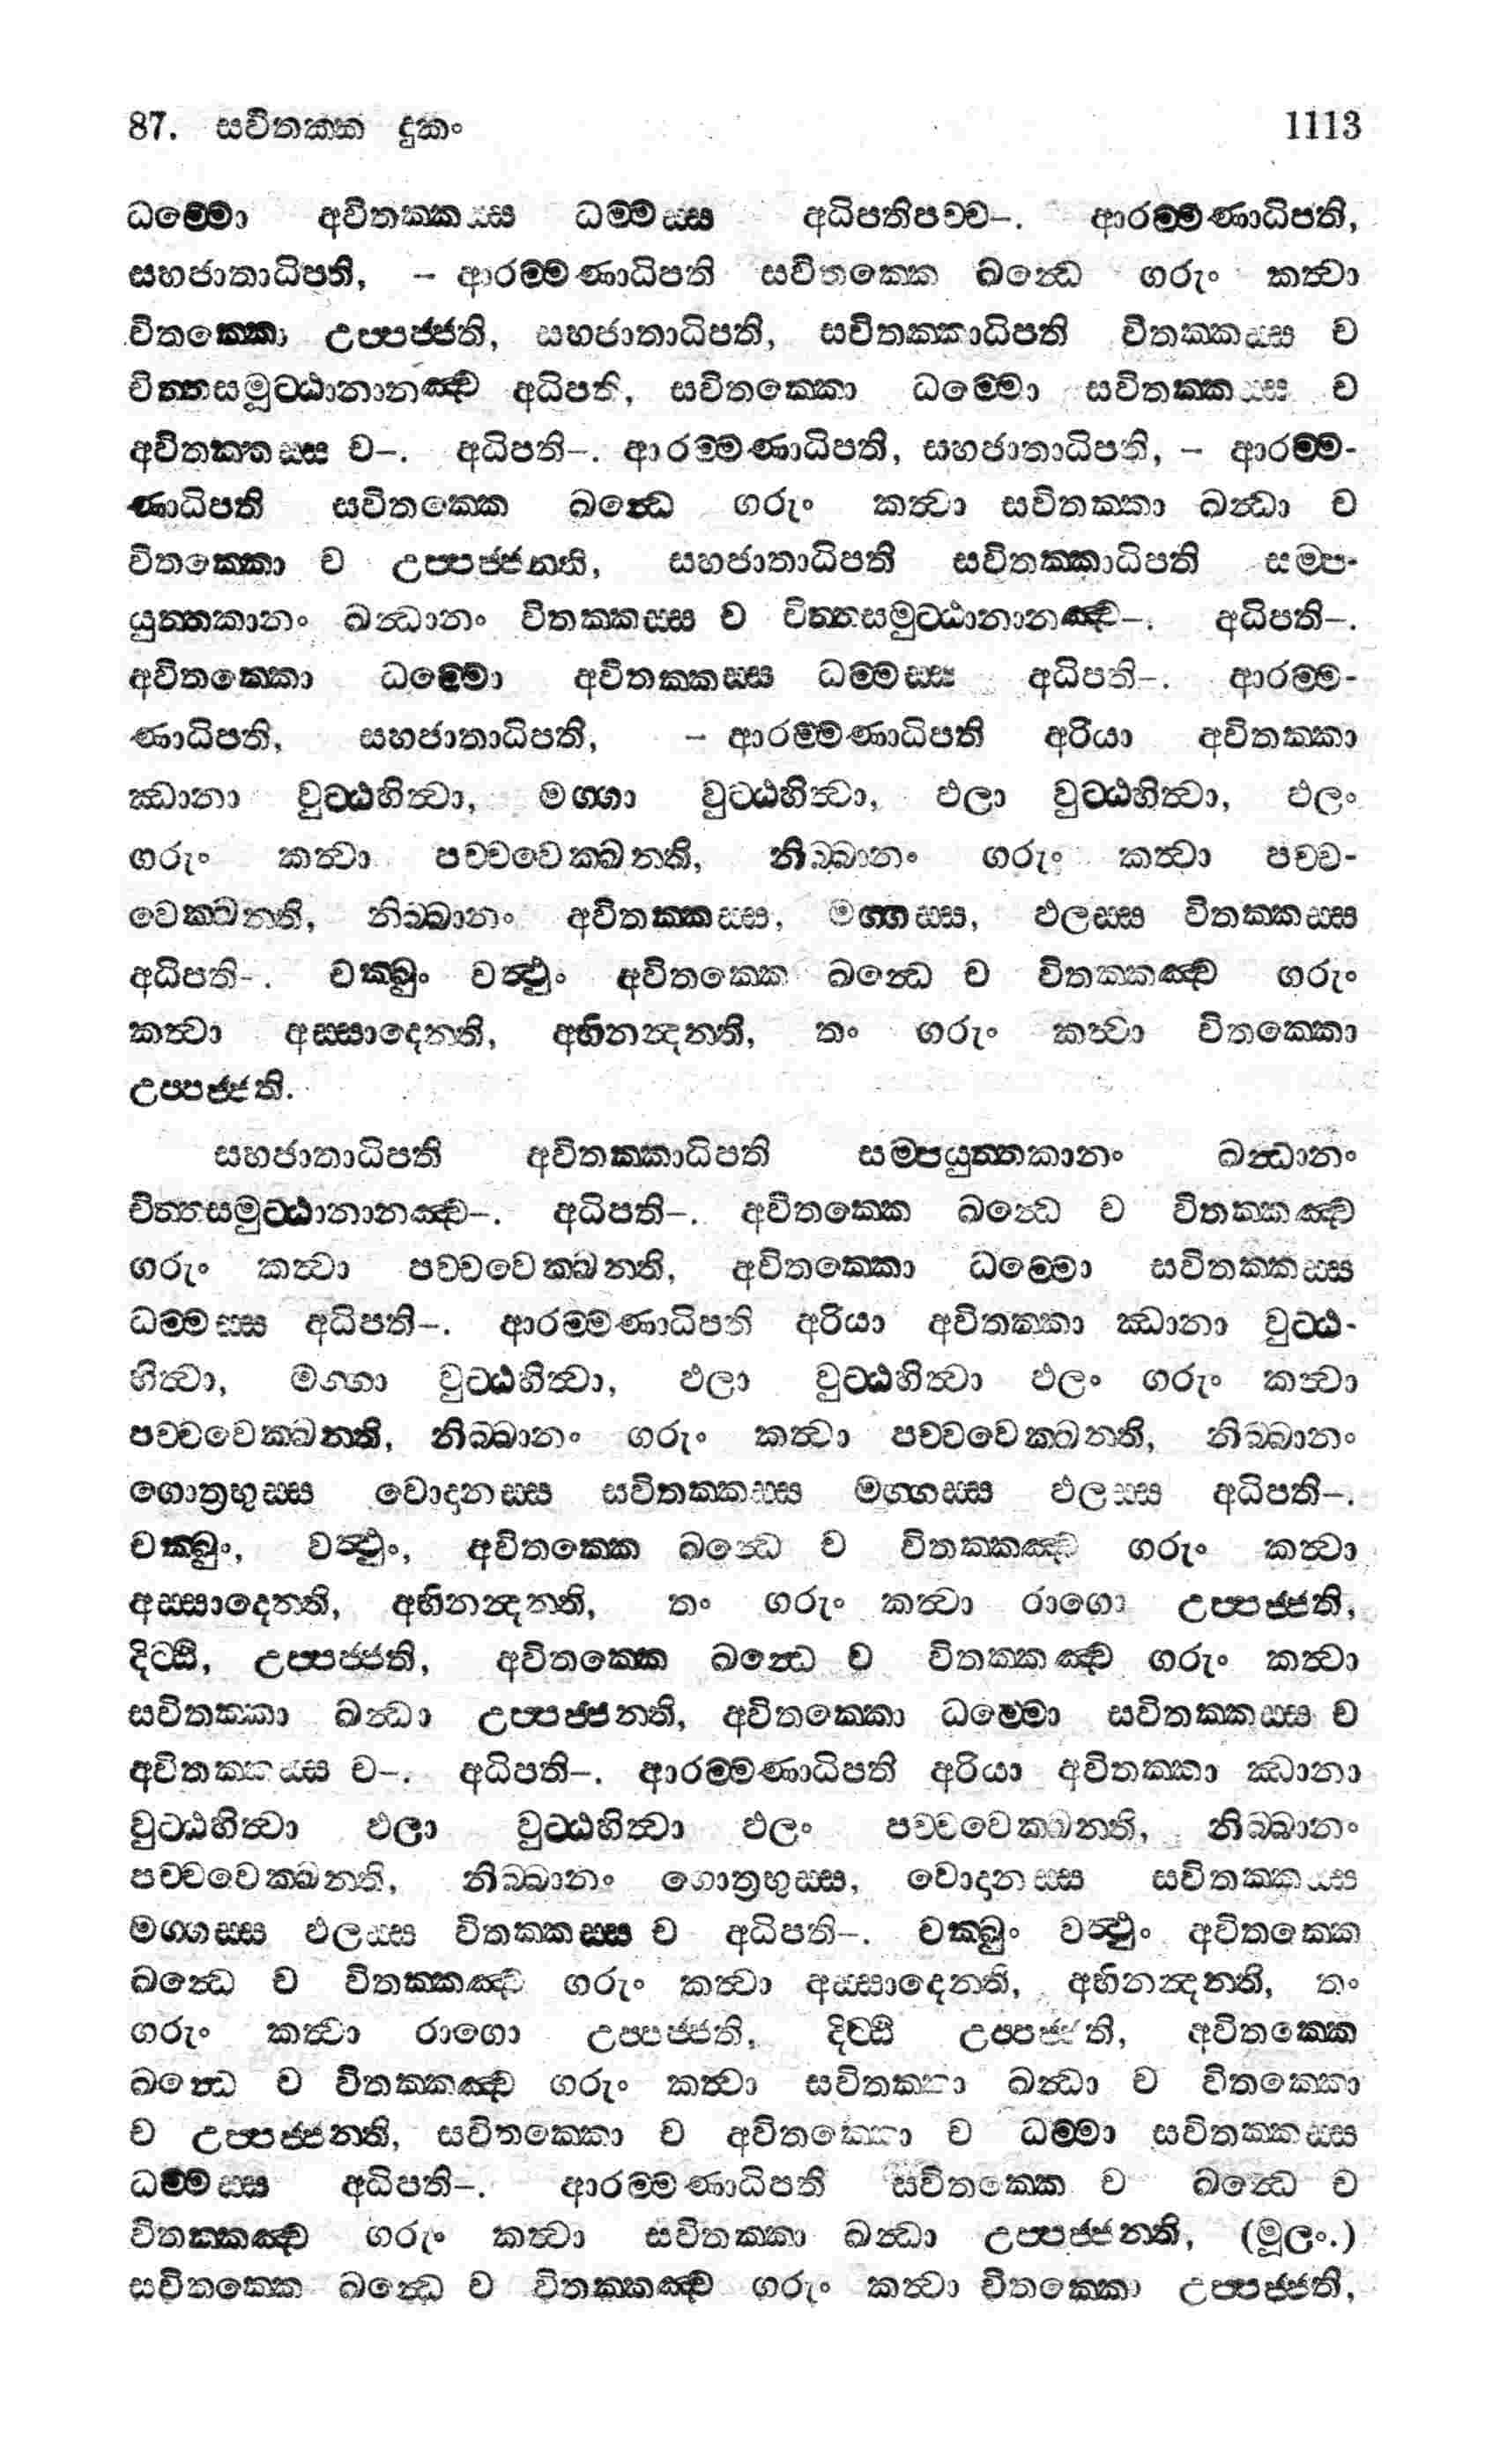 87. සවිතක්ක දුකං 1113
ධම්මො අවිතක්කස්ස ධම්මස්ස අධිපතිපච්ච–. ආරම්මණාධිපති,
සහජාතාධිපති, – ආරම්මණාධිපති සවිතක්කෙ ඛන්ධෙ ගරුං කත්වා
විතක්කො උප්පජ්ජති, සහජාතාධිපති, සවිතක්කාධිපති විතක්කස්ස ච
චිත්තසමූට්ඨානානඤ්ච අධිපති, සවිතක්කො ධම්මො සවිතක්කස්ස ච
අවිතක්තස්ස ච–. අධිපති–. ආරම්මණාධිපති, සහජාතාධිපති, – ආරම්ම-
ණාධිපති සවිතක්කෙ ඛන්ධෙ ගරුං කත්වා සවිතක්කා ඛන්ධා ච
විතක්කො ච උප්පජ්ජන්ති, සහජාතාධිපති සවිතක්කාධිපති සම්ප-
යුත්තකානං ඛන්ධානං විතක්කස්ස ච චිත්තසමුට්ඨානානඤ්ච–. අධිපති–.
අවිතක්කො ධම්මො අවිතක්කස්ස ධම්මස්ස අධිපති–. ආරම්ම-
ණාධිපති, සහජාතාධිපති, – ආරම්මණාධිපති අරියා අවිතක්කා
ඣානා වුට්ඨහිත්වා, මග්ගා වුට්ඨහිත්වා, ඵලා වුට්ඨහිත්වා, ඵලං
ගරුං කත්වා පච්චවෙක්ඛන්ති, නිබ්බානං ගරුං කත්වා පච්ච-
වෙක්ඛන්ති, නිබ්බානං අවිතක්කස්ස, මග්ගස්ස, ඵලස්ස විතක්කස්ස
අධිපති–. චක්ඛුං වත්ථුං අවිතක්කෙ ඛන්ධෙ ච විතක්කඤ්ච ගරුං
කත්වා අස්සාදෙන්ති, අභිනන්දන්ති, තං ගරුං කත්වා විතක්කො
උප්පජ්ජති.
සහජාතාධිපති අවිතක්කාධිපති සම්පයුත්තකානං ඛන්ධානං
චිත්තසමුට්ඨානානඤ්ච–. අධිපති–. අවිතක්කෙ ඛන්ධෙ ච විතක්කඤ්ච
ගරුං කත්වා පච්චවෙක්ඛන්ති, අවිතක්කො ධම්මො සවිතක්කස්ස
ධම්මස්ස අධිපති–. ආරම්මණාධිපති අරියා අවිතක්කා ඣානා වුට්ඨ-
හිත්වා, මග්ගා වුට්ඨහිත්වා, ඵලා වුට්ඨහිත්වා ඵලං ගරුං කත්වා
පච්චවෙක්ඛන්ති, නිබ්බානං ගරුං කත්වා පච්චවෙක්ඛන්ති, නිබ්බානං
ගොත්‍රභුස්ස වොදානස්ස සවිතක්කස්ස මග්ගස්ස ඵලස්ස අධිපති–.
චක්ඛුං, වත්ථුං, අවිතක්කෙ ඛන්ධෙ ච විතක්කඤ්ච ගරුං කත්වා
අස්සාදෙන්ති, අභිනන්දන්ති, තං ගරුං කත්වා රාගො උප්පජ්ජති,
දිට්ඨි, උප්පජ්ජති, අවිතක්කෙ ඛන්ධෙ ච විතක්කඤ්ච ගරුං කත්වා
සවිතක්කා ඛන්ධා උප්පජ්ජන්ති, අවිතක්කො ධම්මො සවිතක්කස්ස ච
අවිතක්කස්ස ච–. අධිපති–. ආරම්මණාධිපති අරියා අවිතක්කා ඣානා
වුට්ඨහිත්වා ඵලා වුට්ඨහිත්වා ඵලං පච්චවෙක්ඛන්ති, නිබ්බානං
පච්චවෙක්ඛන්ති, නිබ්බානං ගොත්‍රභුස්ස, වොදානස්ස සවිතක්කස්ස
මග්ගස්ස ඵලස්ස විතක්කස්ස ච අධිපති–. චක්ඛුං වත්ථුං අවිතක්කෙ
ඛන්ධෙ ච විතක්කඤ්ච ගරුං කත්වා අස්සාදෙන්ති, අභිනන්දන්ති, තං
ගරුං කත්වා රාගො උප්පජ්ජති, දිට්ඨි උප්පජ්ජති, අවිතක්කෙ
ඛන්ධෙ ච විතක්කඤ්ච ගරුං කත්වා සවිතක්කා ඛන්ධා ච විතක්කො
ච උප්පජ්ජන්ති, සවිතක්කො ච අවිතක්කො ච ධම්මා සවිතක්කස්ස
ධම්මස්ස අධිපති–. ආරම්මණාධිපති සවිතක්කෙ ච ඛන්ධෙ ච
විතක්කඤ්ච ගරුං කත්වා සවිතක්කා ඛන්ධා උප්පජ්ජන්ති, (මූලං.)
සවිතක්කෙ ඛන්ධෙ ච විතක්කඤ්ච ගරුං කත්වා විතක්කො උප්පජ්ජති,